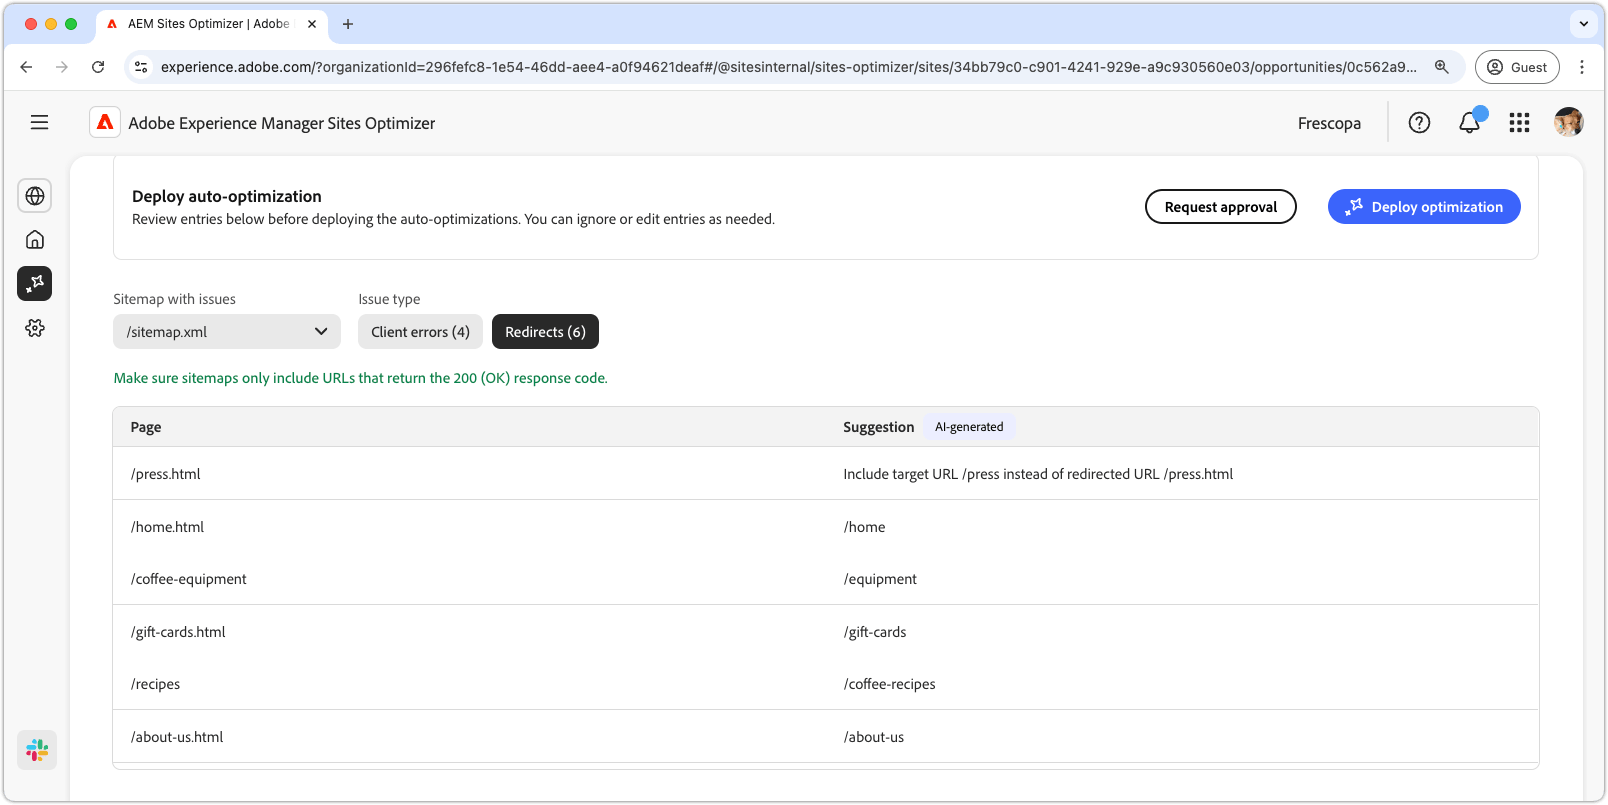 AEM Sites Optimizer | Adobe
experience.adobe.com/?organizationId=296fefc8-1e54-46dd-aee4-a0f94621deaf#/@sitesinternal/sites-optimizer/sites/34bb79c0-c901-4241-929e-a9c930560e03/opportunities/0c562a9...
Guest
Adobe Experience Manager Sites Optimizer
Frescopa
Deploy auto-optimization
Review entries below before deploying the auto-optimizations. You can ignore or edit entries as needed.
Request approval
Deploy optimization
Sitemap with issues
Issue type
/sitemap.xml
Client errors (4)
Redirects (6)
Make sure sitemaps only include URLs that return the 200 (OK) response code.
Page
Suggestion
AI-generated
/press.html
Include target URL /press instead of redirected URL /press.html
/home.html
/home
/coffee-equipment
/equipment
/gift-cards.html
/gift-cards
/recipes
/coffee-recipes
/about-us.html
/about-us